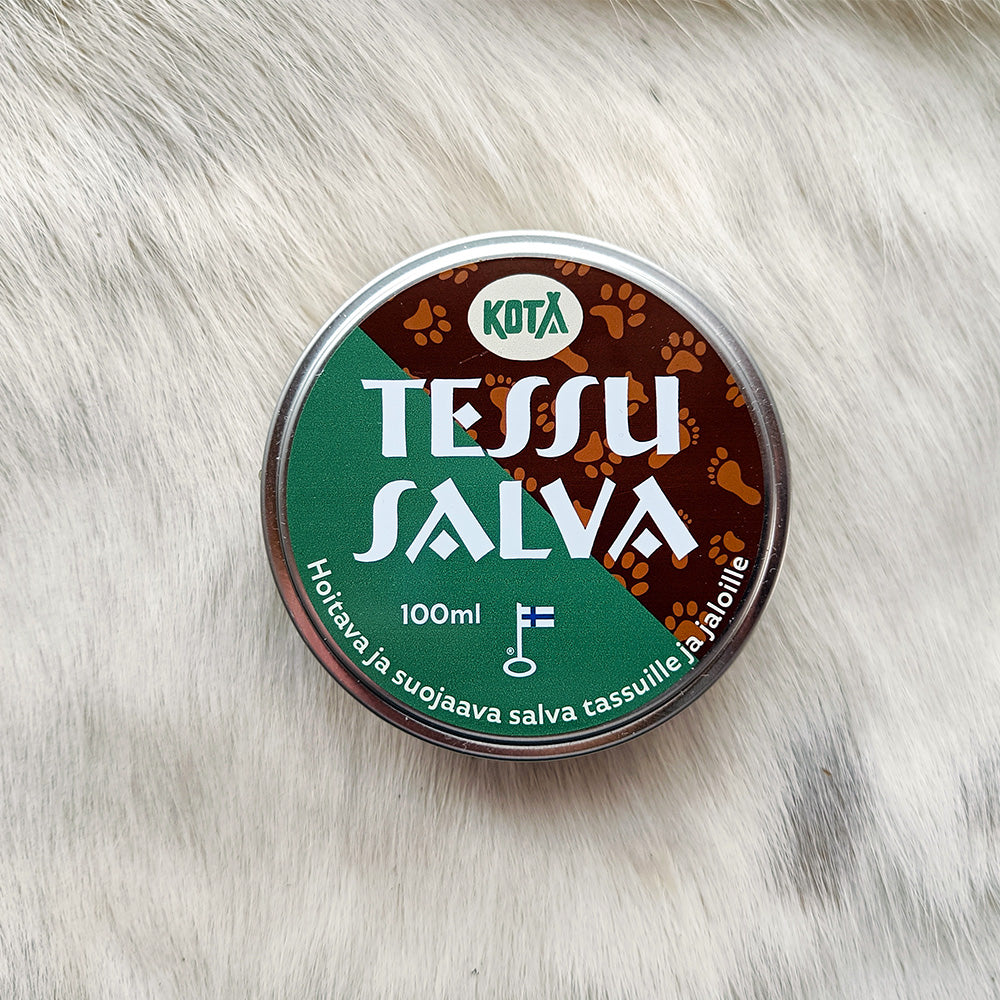 KOTA
TESSU
SALVA
100ml
®
Hoitava ja suojaava salva tassuille ja jaloille